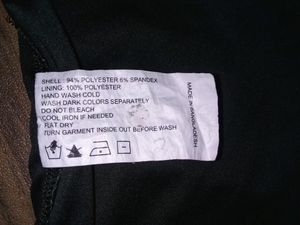 SHELL: 94% POLYESTER 6% SPANDEX
LINING: 100% POLYESTER
HAND WASH COLD
WASH DARK COLORS SEPARATELY
DO NOT BLEACH
COOL IRON IF NEEDED
FLAT DRY
TURN GARMENT INSIDE OUT BEFORE WASH
MADE IN BANGLADESH